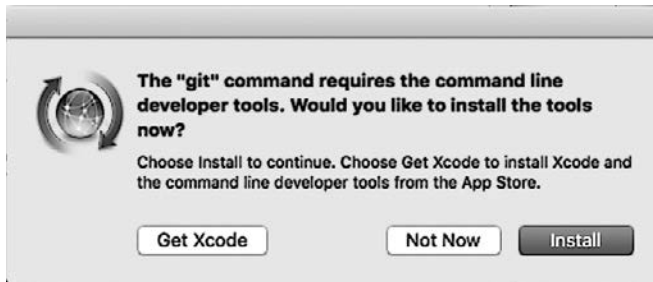 The "git" command requires the command line
developer tools. Would you like to install the tools
now?
Choose Install to continue. Choose Get Xcode to install Xcode and
the command line developer tools from the App Store.
Get Xcode Not Now Install